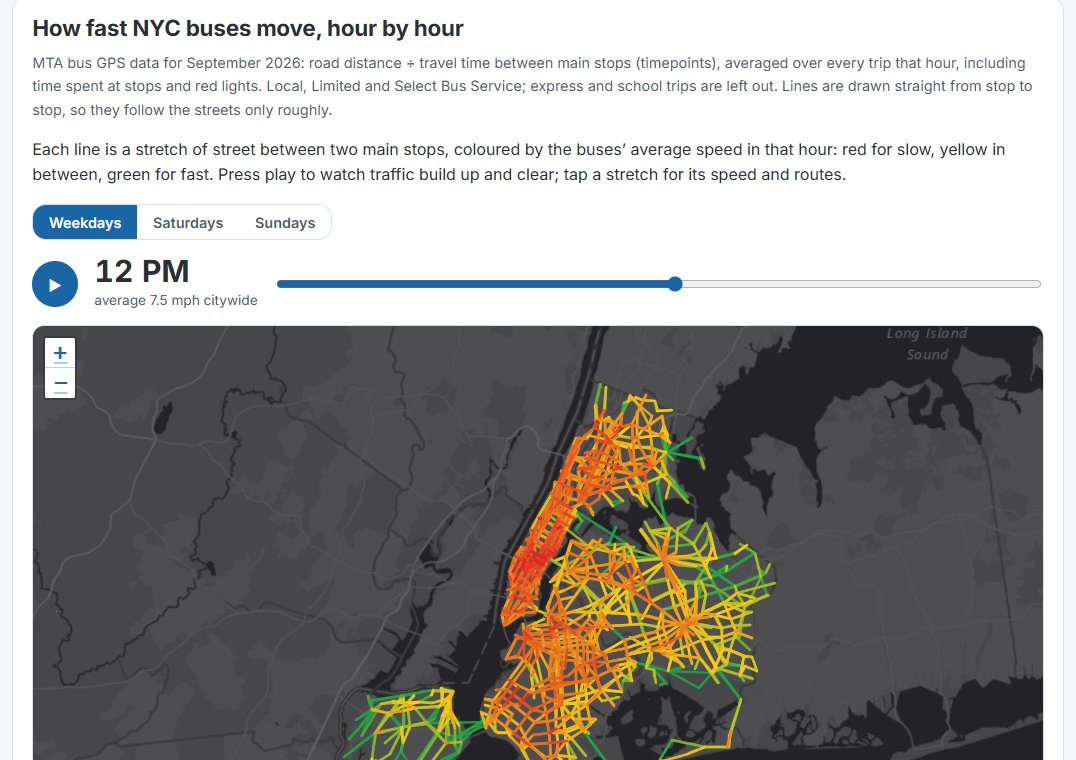 How fast NYC buses move, hour by hour
MTA bus GPS data for September 2026: road distance ÷ travel time between main stops (timepoints), averaged over every trip that hour, including
time spent at stops and red lights. Local, Limited and Select Bus Service; express and school trips are left out. Lines are drawn straight from stop to
stop, so they follow the streets only roughly.
Each line is a stretch of street between two main stops, coloured by the buses’ average speed in that hour: red for slow, yellow in
between, green for fast. Press play to watch traffic build up and clear; tap a stretch for its speed and routes.
Weekdays Saturdays Sundays
12 PM
average 7.5 mph citywide
+
−
Long Island
Sound